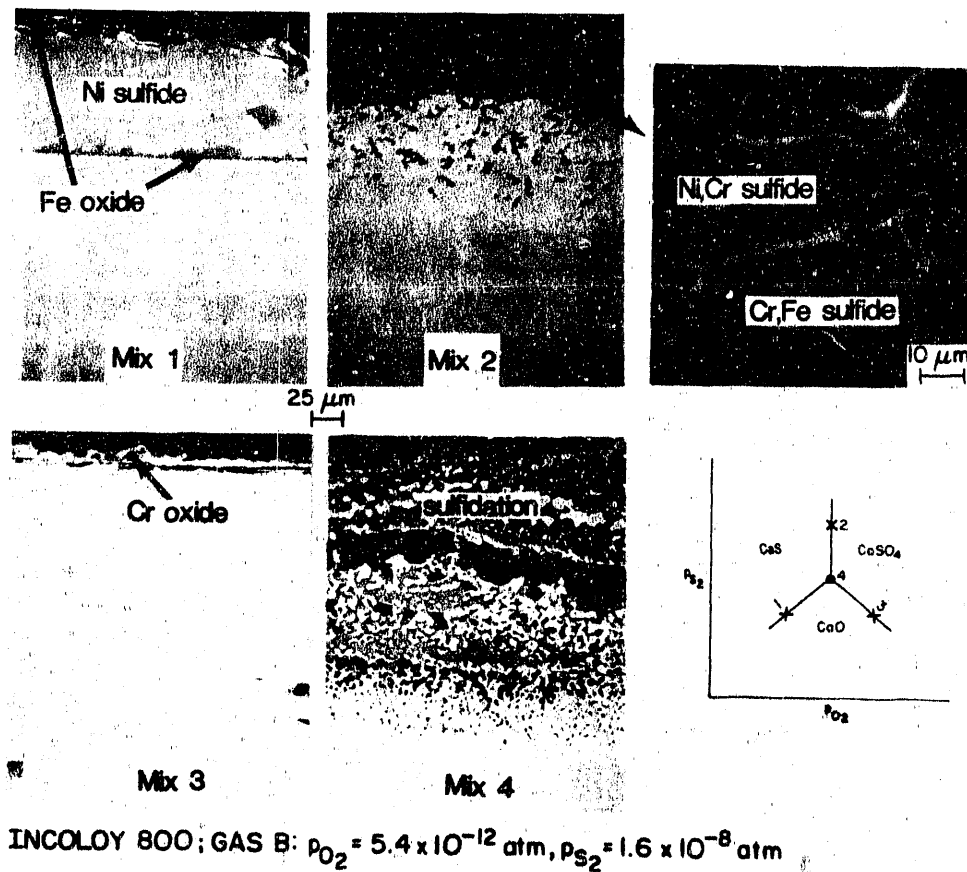 Ni sulfide
Fe oxide
Mix 1
Mix 2
Ni,Cr sulfide
Cr,Fe sulfide
10 μm
25 μm
Cr oxide
Mix 3
sulfidation
Mix 4
2
CaS
CaSO4
4
PS2
1
3
CaO
PO2
INCOLOY 800; GAS B: pO2 = 5.4 x 10-12 atm, pS2 = 1.6 x 10-8 atm